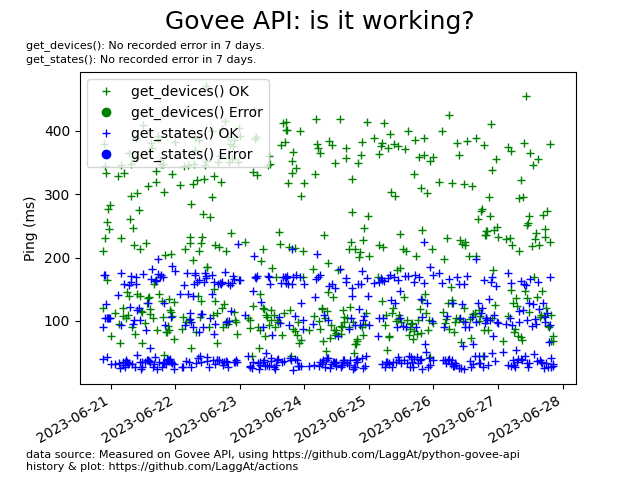 Govee API: is it working?
get_devices(): No recorded error in 7 days.
get_states(): No recorded error in 7 days.
get_devices() OK
get_devices() Error
get_states() OK
get_states() Error
Ping (ms)
400
300
200
100
2023-06-21
2023-06-22
2023-06-23
2023-06-24
2023-06-25
2023-06-26
2023-06-27
2023-06-28
data source: Measured on Govee API, using https://github.com/LaggAt/python-govee-api
history & plot: https://github.com/LaggAt/actions